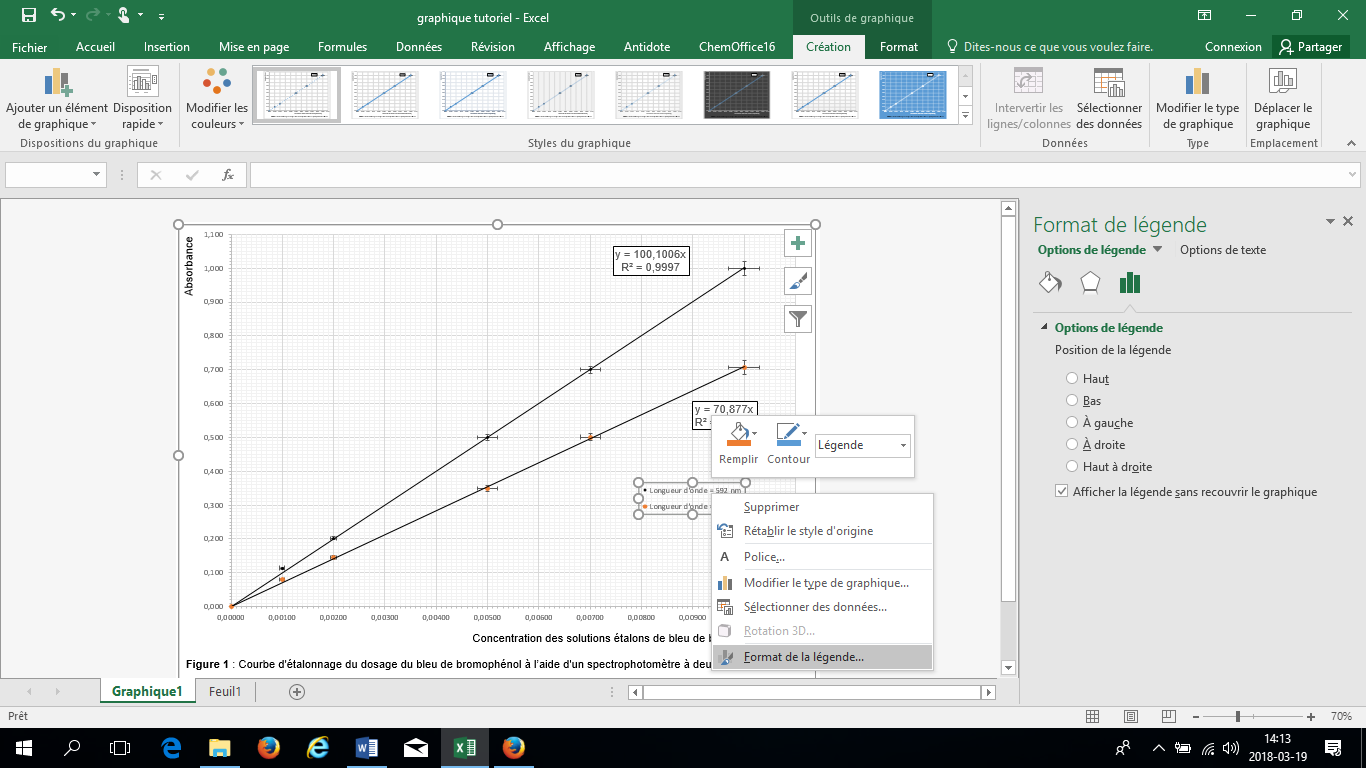 graphique tutoriel - Excel
Outils de graphique
Fichier Accueil Insertion Mise en page Formules Données Révision Affichage Antidote ChemOffice16 Création Format Dites-nous ce que vous voulez faire. Connexion Partager
Ajouter un élément de graphique
Disposition rapide
Modifier les couleurs
Intervertir les lignes/colonnes
Sélectionner des données
Modifier le type de graphique
Déplacer le graphique
Dispositions du graphique Styles du graphique Données Type Emplacement
fx
Absorbance
1,100
1,000
0,900
0,800
0,700
0,600
0,500
0,400
0,300
0,200
0,100
0,000
y = 100,1006x
R² = 0,9997
y = 70,877x
R²
Longueur d'onde = 592 nm
Longueur d'onde
0,00000 0,00100 0,00200 0,00300 0,00400 0,00500 0,00600 0,00700 0,00800 0,00900
Concentration des solutions étalons de bleu de
Figure 1 : Courbe d'étalonnage du dosage du bleu de bromophénol à l'aide d'un spectrophotomètre à
Remplir Contour Légende
Supprimer
Rétablir le style d'origine
A Police...
Modifier le type de graphique...
Sélectionner des données...
Rotation 3D...
Format de la légende...
Format de légende
Options de légende Options de texte
Options de légende
Position de la légende
Haut
Bas
À gauche
À droite
Haut à droite
Afficher la légende sans recouvrir le graphique
Graphique1 Feuil1
Prêt
70%
14:13
2018-03-19